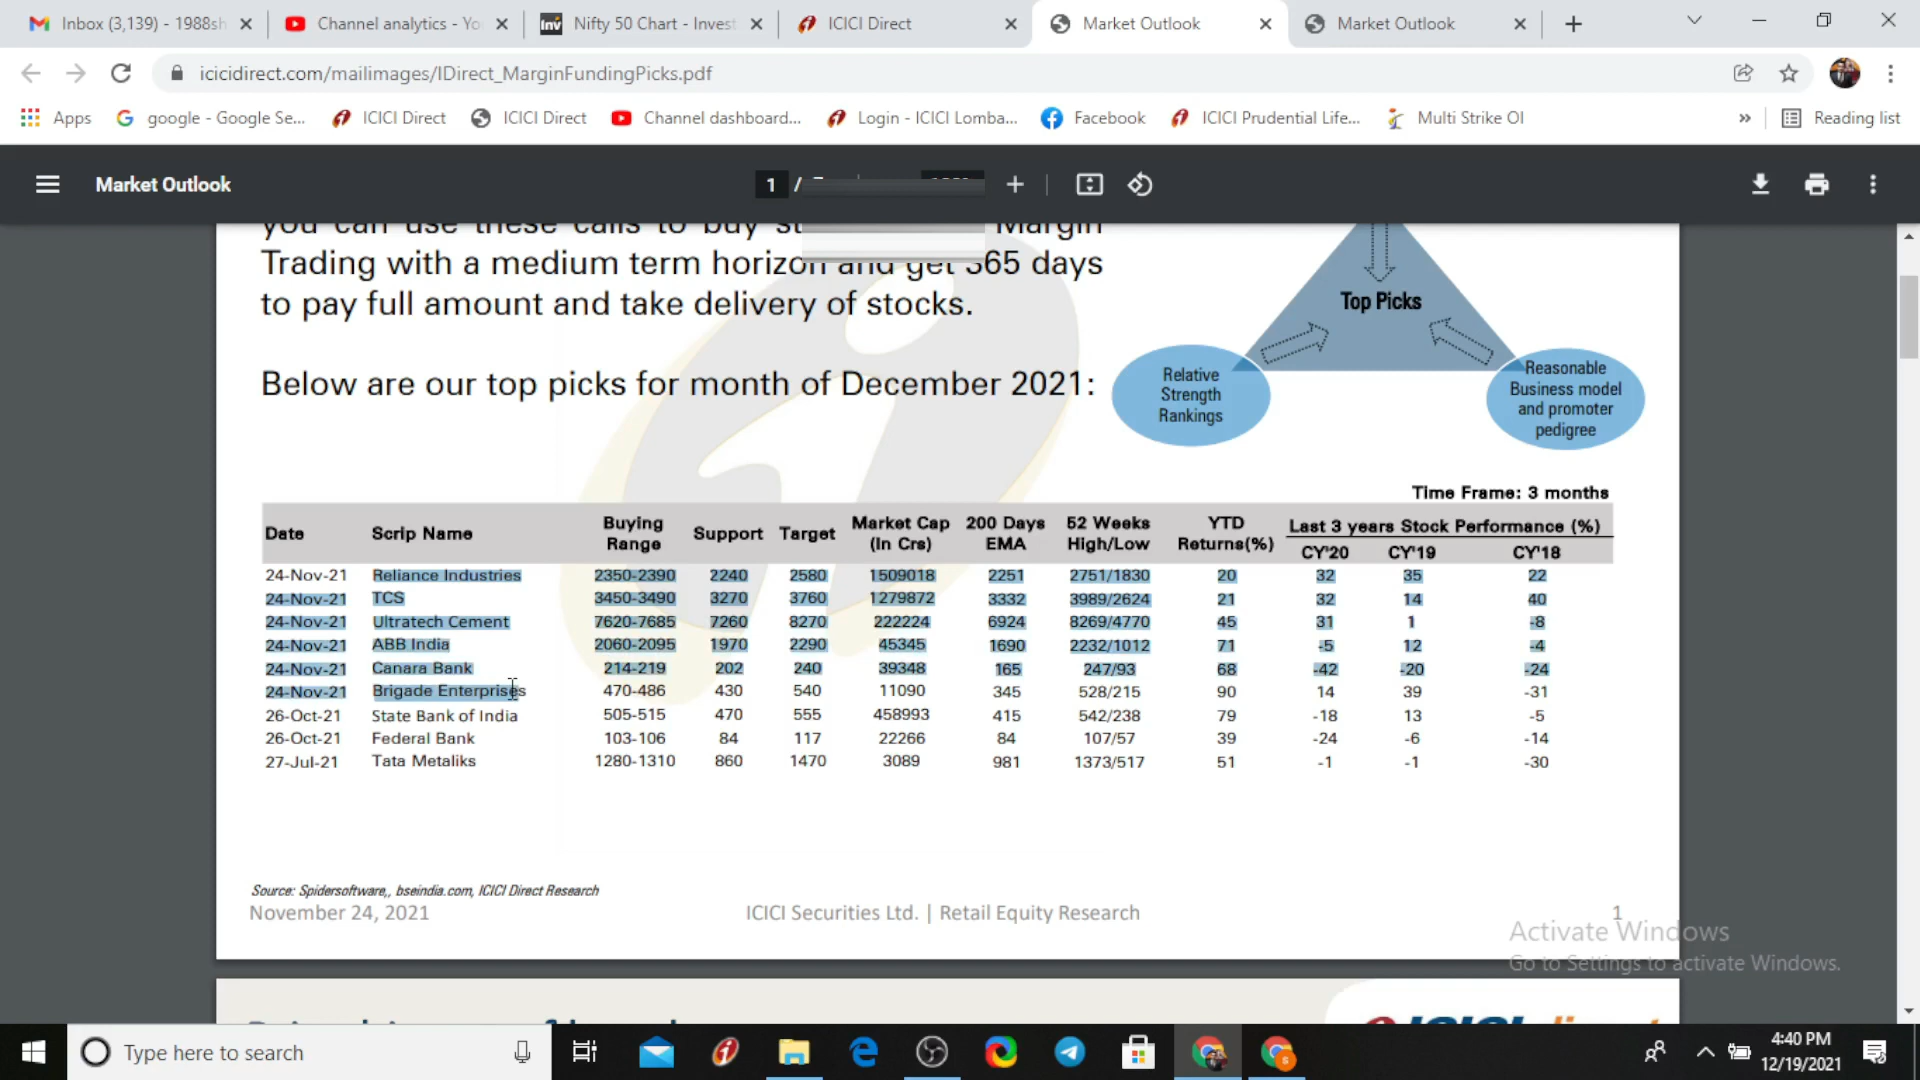 Inbox (3,139) - 1988sh
Channel analytics - Yo
Nifty 50 Chart - Invest
ICICI Direct
Market Outlook
Market Outlook
icicidirect.com/mailimages/IDirect_MarginFundingPicks.pdf
Apps
google - Google Se...
ICICI Direct
ICICI Direct
Channel dashboard...
Login - ICICI Lomba...
Facebook
ICICI Prudential Life...
Multi Strike OI
»
Reading list
Market Outlook
1 /
you can use these calls to buy Margin
Trading with a medium term horizon and get 365 days
to pay full amount and take delivery of stocks.
Top Picks
Relative
Strength
Rankings
Reasonable
Business model
and promoter
pedigree
Below are our top picks for month of December 2021:
Time Frame: 3 months
Date Scrip Name Buying Range Support Target Market Cap (In Crs) 200 Days EMA 52 Weeks High/Low YTD Returns(%) Last 3 years Stock Performance (%)
CY'20 CY'19 CY'18
24-Nov-21 Reliance Industries 2350-2390 2240 2580 1509018 2251 2751/1830 20 32 35 22
24-Nov-21 TCS 3450-3490 3270 3760 1279872 3332 3989/2624 21 32 14 40
24-Nov-21 Ultratech Cement 7620-7685 7260 8270 222224 6924 8269/4770 45 31 1 -8
24-Nov-21 ABB India 2060-2095 1970 2290 45345 1690 2232/1012 71 -5 12 -4
24-Nov-21 Canara Bank 214-219 202 240 39348 165 247/93 68 -42 -20 -24
24-Nov-21 Brigade Enterprises 470-486 430 540 11090 345 528/215 90 14 39 -31
26-Oct-21 State Bank of India 505-515 470 555 458993 415 542/238 79 -18 13 -5
26-Oct-21 Federal Bank 103-106 84 117 22266 84 107/57 39 -24 -6 -14
27-Jul-21 Tata Metaliks 1280-1310 860 1470 3089 981 1373/517 51 -1 -1 -30
Source: Spidersoftware,, bseindia.com, ICICI Direct Research
November 24, 2021
ICICI Securities Ltd. | Retail Equity Research
1
Activate Windows
Go to Settings to activate Windows.
Type here to search
4:40 PM
12/19/2021